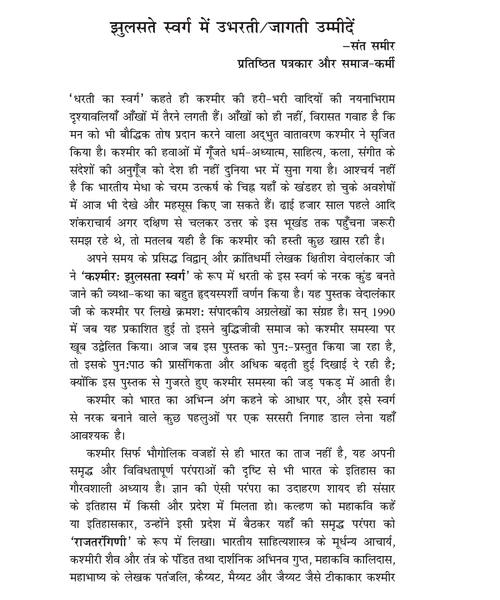 झुलसते स्वर्ग में उभरती/जागती उम्मीदें
–संत समीर
प्रतिष्ठित पत्रकार और समाज-कर्मी
‘धरती का स्वर्ग’ कहते ही कश्मीर की हरी-भरी वादियों की नयनाभिराम
दृश्यावलियाँ आँखों में तैरने लगती हैं। आँखों को ही नहीं, विरासत गवाह है कि
मन को भी बौद्धिक तोष प्रदान करने वाला अद्भुत वातावरण कश्मीर ने सृजित
किया है। कश्मीर की हवाओं में गूँजते धर्म-अध्यात्म, साहित्य, कला, संगीत के
संदेशों की अनुगूँज को देश ही नहीं दुनिया भर में सुना गया है। आश्चर्य नहीं
है कि भारतीय मेधा के चरम उत्कर्ष के चिह्न यहाँ के खंडहर हो चुके अवशेषों
में आज भी देखे और महसूस किए जा सकते हैं। ढाई हजार साल पहले आदि
शंकराचार्य अगर दक्षिण से चलकर उत्तर के इस भूखंड तक पहुँचना जरूरी
समझ रहे थे, तो मतलब यही है कि कश्मीर की हस्ती कुछ खास रही है।
अपने समय के प्रसिद्ध विद्वान् और क्रांतिधर्मी लेखक क्षितीश वेदालंकार जी
ने ‘कश्मीरः झुलसता स्वर्ग’ के रूप में धरती के इस स्वर्ग के नरक कुंड बनते
जाने की व्यथा-कथा का बहुत हृदयस्पर्शी वर्णन किया है। यह पुस्तक वेदालंकार
जी के कश्मीर पर लिखे क्रमशः संपादकीय अग्रलेखों का संग्रह है। सन् 1990
में जब यह प्रकाशित हुई तो इसने बुद्धिजीवी समाज को कश्मीर समस्या पर
खूब उद्वेलित किया। आज जब इस पुस्तक को पुनः-प्रस्तुत किया जा रहा है,
तो इसके पुनःपाठ की प्रासंगिकता और अधिक बढ़ती हुई दिखाई दे रही है;
क्योंकि इस पुस्तक से गुजरते हुए कश्मीर समस्या की जड़ पकड़ में आती है।
कश्मीर को भारत का अभिन्न अंग कहने के आधार पर, और इसे स्वर्ग
से नरक बनाने वाले कुछ पहलुओं पर एक सरसरी निगाह डाल लेना यहाँ
आवश्यक है।
कश्मीर सिर्फ भौगोलिक वजहों से ही भारत का ताज नहीं है, यह अपनी
समृद्ध और विविधतापूर्ण परंपराओं की दृष्टि से भी भारत के इतिहास का
गौरवशाली अध्याय है। ज्ञान की ऐसी परंपरा का उदाहरण शायद ही संसार
के इतिहास में किसी और प्रदेश में मिलता हो। कल्हण को महाकवि कहें
या इतिहासकार, उन्होंने इसी प्रदेश में बैठकर यहाँ की समृद्ध परंपरा को
‘राजतरंगिणी’ के रूप में लिखा। भारतीय साहित्यशास्त्र के मूर्धन्य आचार्य,
कश्मीरी शैव और तंत्र के पंडित तथा दार्शनिक अभिनव गुप्त, महाकवि कालिदास,
महाभाष्य के लेखक पतंजलि, कैय्यट, मैय्यट और जैय्यट जैसे टीकाकार कश्मीर